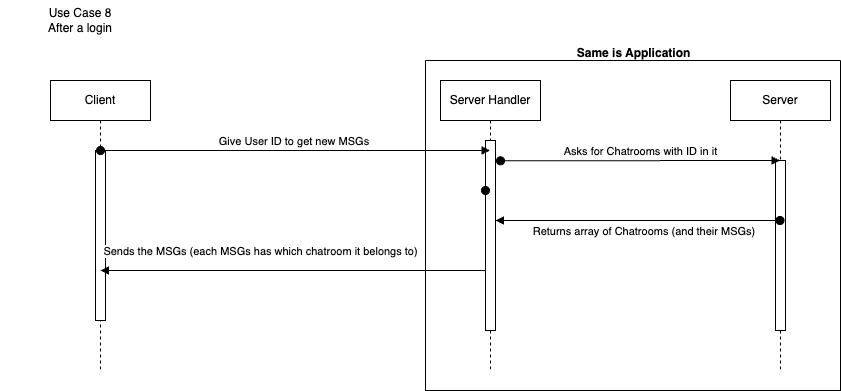 Use Case 8
After a login
Same is Application
Client
Server Handler
Server
Give User ID to get new MSGs
Asks for Chatrooms with ID in it
Returns array of Chatrooms (and their MSGs)
Sends the MSGs (each MSGs has which chatroom it belongs to)